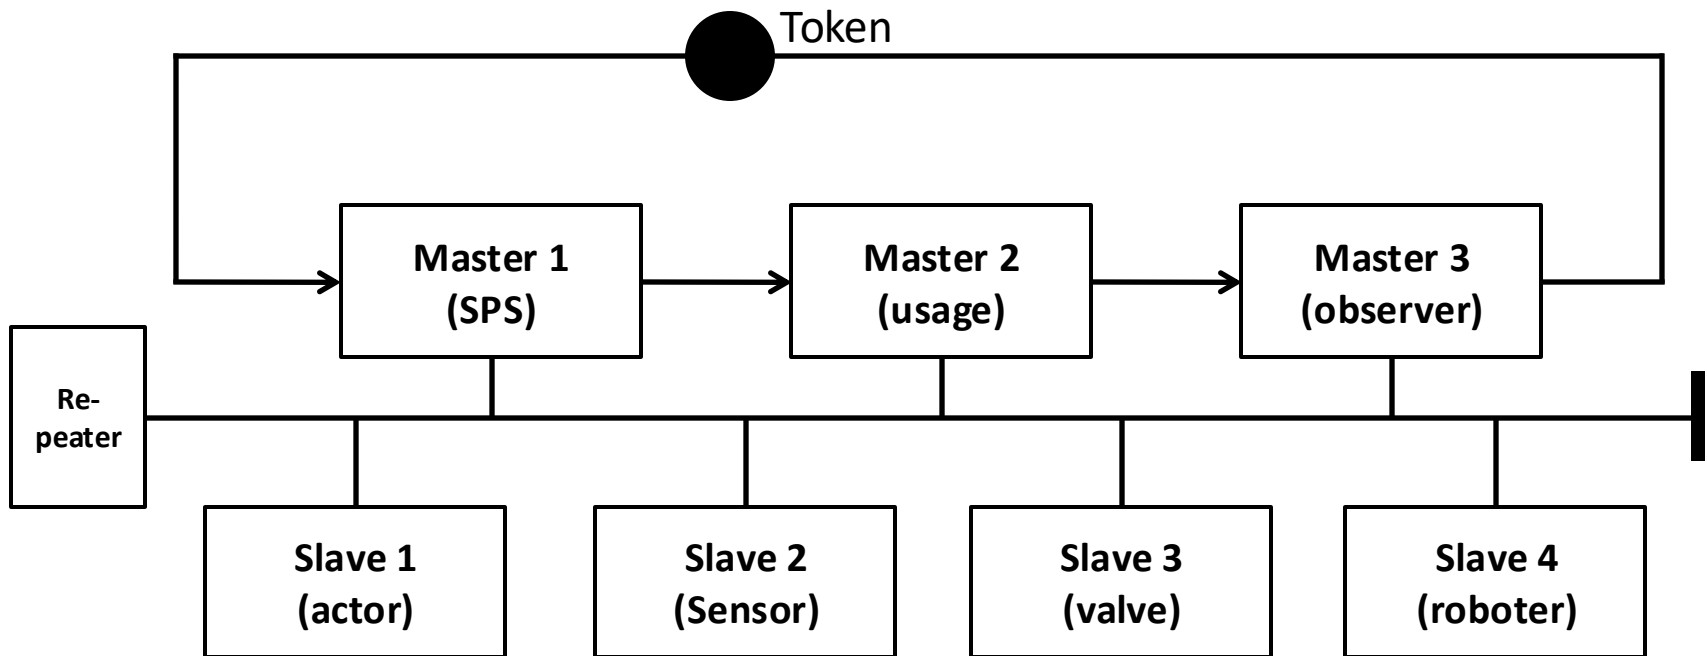 Token
Master 1
(SPS)
Master 2
(usage)
Master 3
(observer)
Re-
peater
Slave 1
(actor)
Slave 2
(Sensor)
Slave 3
(valve)
Slave 4
(roboter)